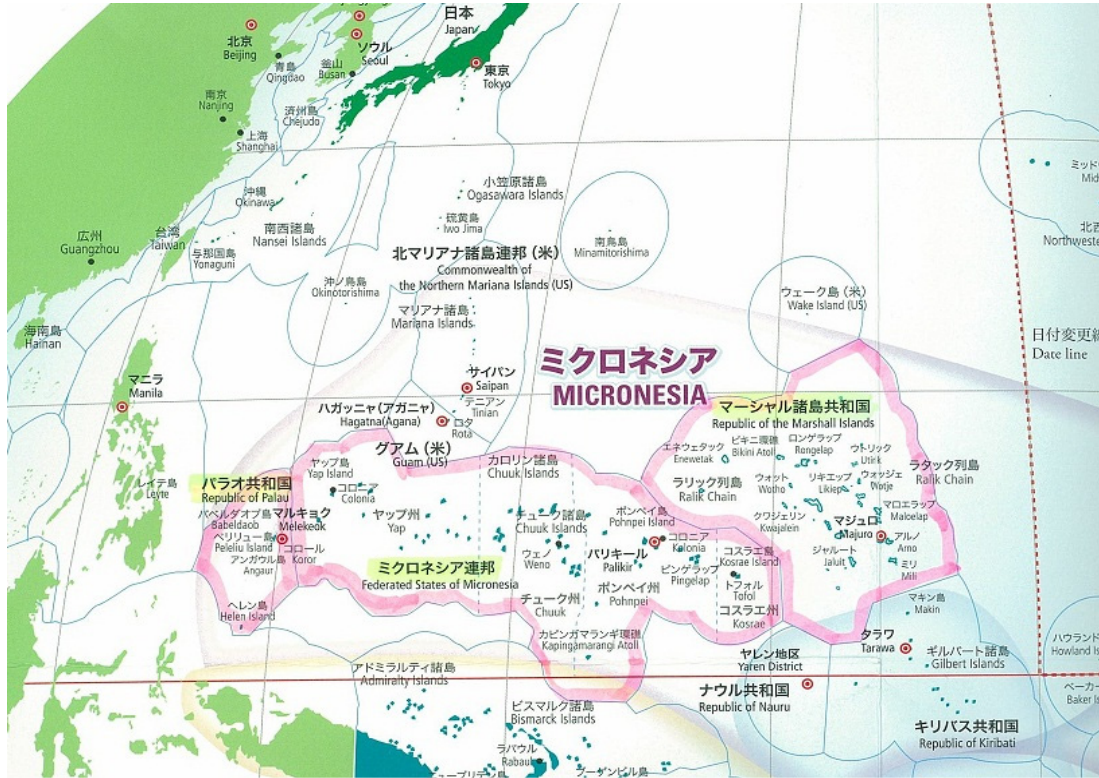 日本
Japan
北京
Beijing
ソウル
Seoul
青島
Qingdao
釜山
Busan
東京
Tokyo
南京
Nanjing
済州島
Chejudo
上海
Shanghai
沖縄
Okinawa
小笠原諸島
Ogasawara Islands
硫黄島
Iwo Jima
南西諸島
Nansei Islands
広州
Guangzhou
台湾
Taiwan
与那国島
Yonaguni
南鳥島
Minamitorishima
北マリアナ諸島連邦（米）
Commonwealth of
the Northern Mariana Islands (US)
沖ノ鳥島
Okinotorishima
マリアナ諸島
Mariana Islands
ウェーク島（米）
Wake Island (US)
海南島
Hainan
日付変更
Date line
ミクロネシア
MICRONESIA
マニラ
Manila
サイパン
Saipan
テニアン
Tinian
ハガッニャ（アガニャ）
Hagatna(Agana)
ロタ
Rota
グアム（米）
Guam (US)
マーシャル諸島共和国
Republic of the Marshall Islands
エネウェタック
Enewetak
ビキニ環礁
Bikini Atoll
ロンゲラップ
Rongelap
ウトリック
Utirik
ラリック列島
Ralik Chain
ウォット
Wotho
リキエップ
Likiep
ウォッジェ
Wotje
ラタック列島
Ralik Chain
クワジェリン
Kwajalein
マロエラップ
Maloelap
マジュロ
Majuro
アルノ
Arno
ジャルート
Jaluit
ミリ
Mili
レイテ島
Leyte
パラオ共和国
Republic of Palau
バベルダオブ島
Babeldaob
マルキョク
Melekeok
ペリリュー島
Peleliu Island
コロール
Koror
アンガウル島
Angaur
ヘレン島
Helen Island
ヤップ島
Yap Island
コロニア
Colonia
ヤップ州
Yap
カロリン諸島
Chuuk Islands
チューク諸島
Chuuk Islands
ウェノ
Weno
ミクロネシア連邦
Federated States of Micronesia
チューク州
Chuuk
ポンペイ島
Pohnpei Island
コロニア
Kolonia
パリキール
Palikir
ピンゲラップ
Pingelap
ポンペイ州
Pohnpei
コスラエ島
Kosrae Island
トフォル
Tofol
コスラエ州
Kosrae
カピンガマランギ環礁
Kapingamarangi Atoll
マキン島
Makin
タラワ
Tarawa
ギルバート諸島
Gilbert Islands
ヤレン地区
Yaren District
ナウル共和国
Republic of Nauru
キリバス共和国
Republic of Kiribati
ハウランド
Howland
ベーカー
Baker
アドミラルティ諸島
Admiralty Islands
ビスマルク諸島
Bismarck Islands
ラバウル
Rabaul